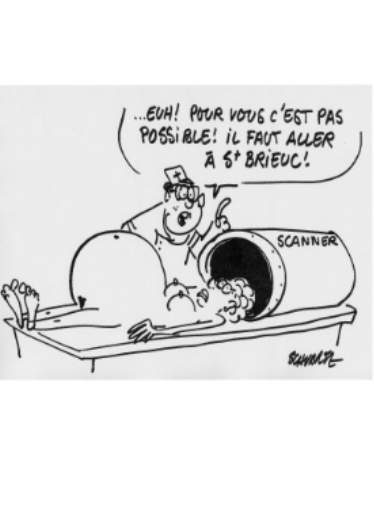 ...EUH! POUR VOUS C'EST PAS
POSSIBLE! IL FAUT ALLER
À St BRIEUC!
SCANNER